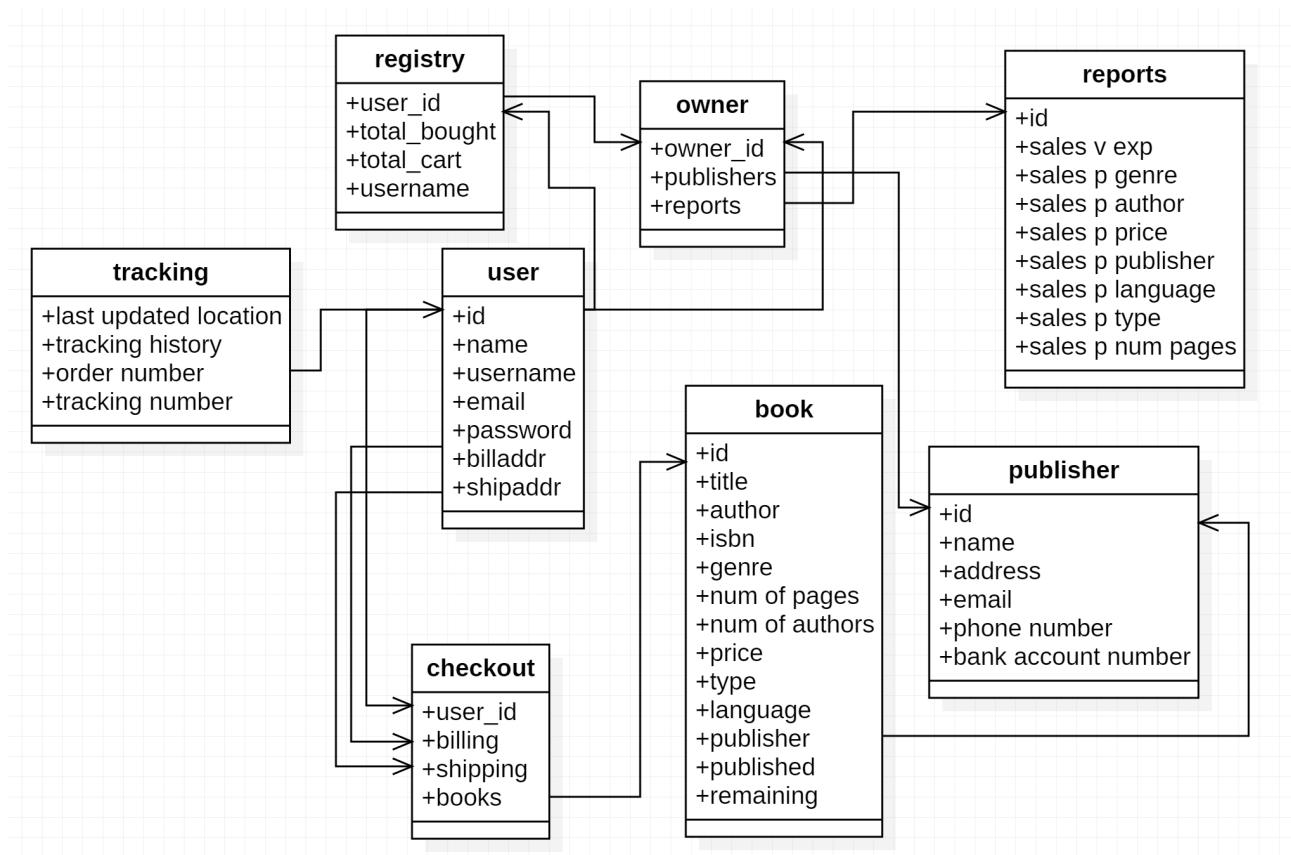 registry
+user_id
+total_bought
+total_cart
+username
owner
+owner_id
+publishers
+reports
reports
+id
+sales v exp
+sales p genre
+sales p author
+sales p price
+sales p publisher
+sales p language
+sales p type
+sales p num pages
tracking
+last updated location
+tracking history
+order number
+tracking number
user
+id
+name
+username
+email
+password
+billaddr
+shipaddr
book
+id
+title
+author
+isbn
+genre
+num of pages
+num of authors
+price
+type
+language
+publisher
+published
+remaining
publisher
+id
+name
+address
+email
+phone number
+bank account number
checkout
+user_id
+billing
+shipping
+books